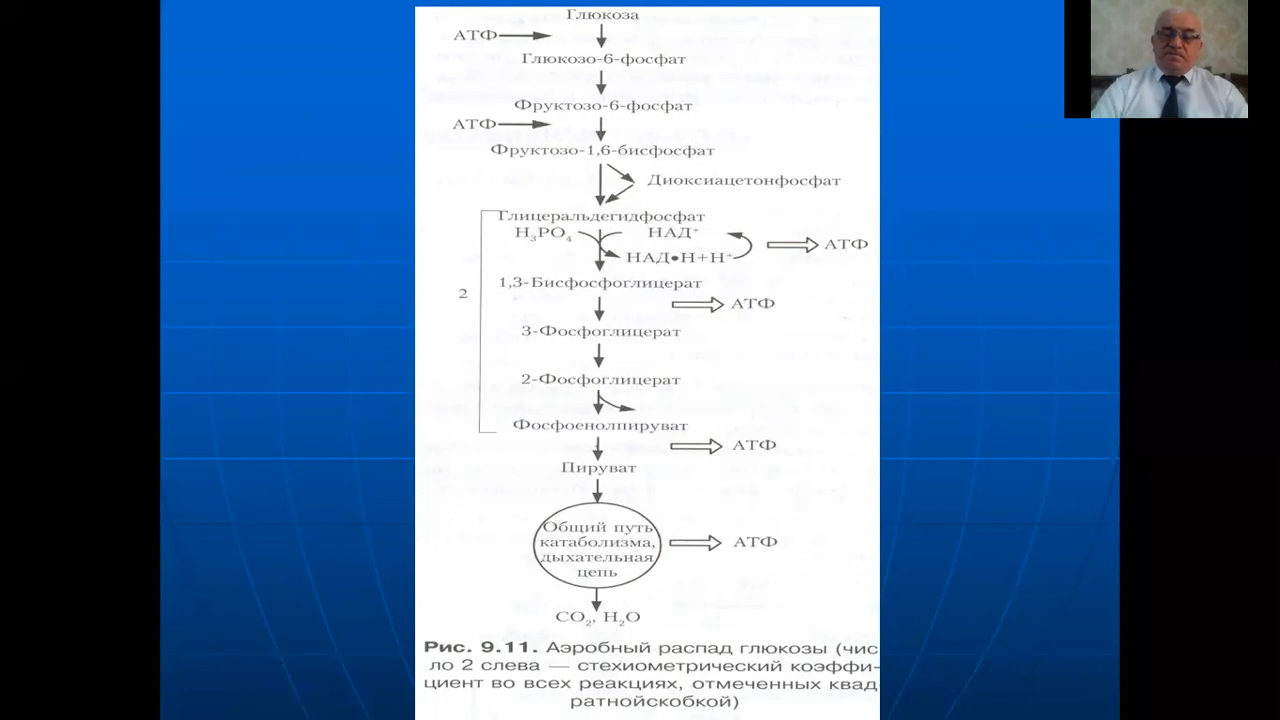 Глюкоза
АТФ
Глюкозо-6-фосфат
Фруктозо-6-фосфат
АТФ
Фруктозо-1,6-бисфосфат
Диоксиацетонфосфат
Глицеральдегидфосфат
H₃PO₄ НАД⁺
АТФ
НАД•Н+Н⁺
1,3-Бисфосфоглицерат
2
АТФ
3-Фосфоглицерат
2-Фосфоглицерат
Фосфоенолпируват
АТФ
Пируват
Общий путь
катаболизма,
дыхательная
цепь
АТФ
CO₂, H₂O
Рис. 9.11. Аэробный распад глюкозы (чис
ло 2 слева — стехиометрический коэффи-
циент во всех реакциях, отмеченных квад
ратнойскобкой)